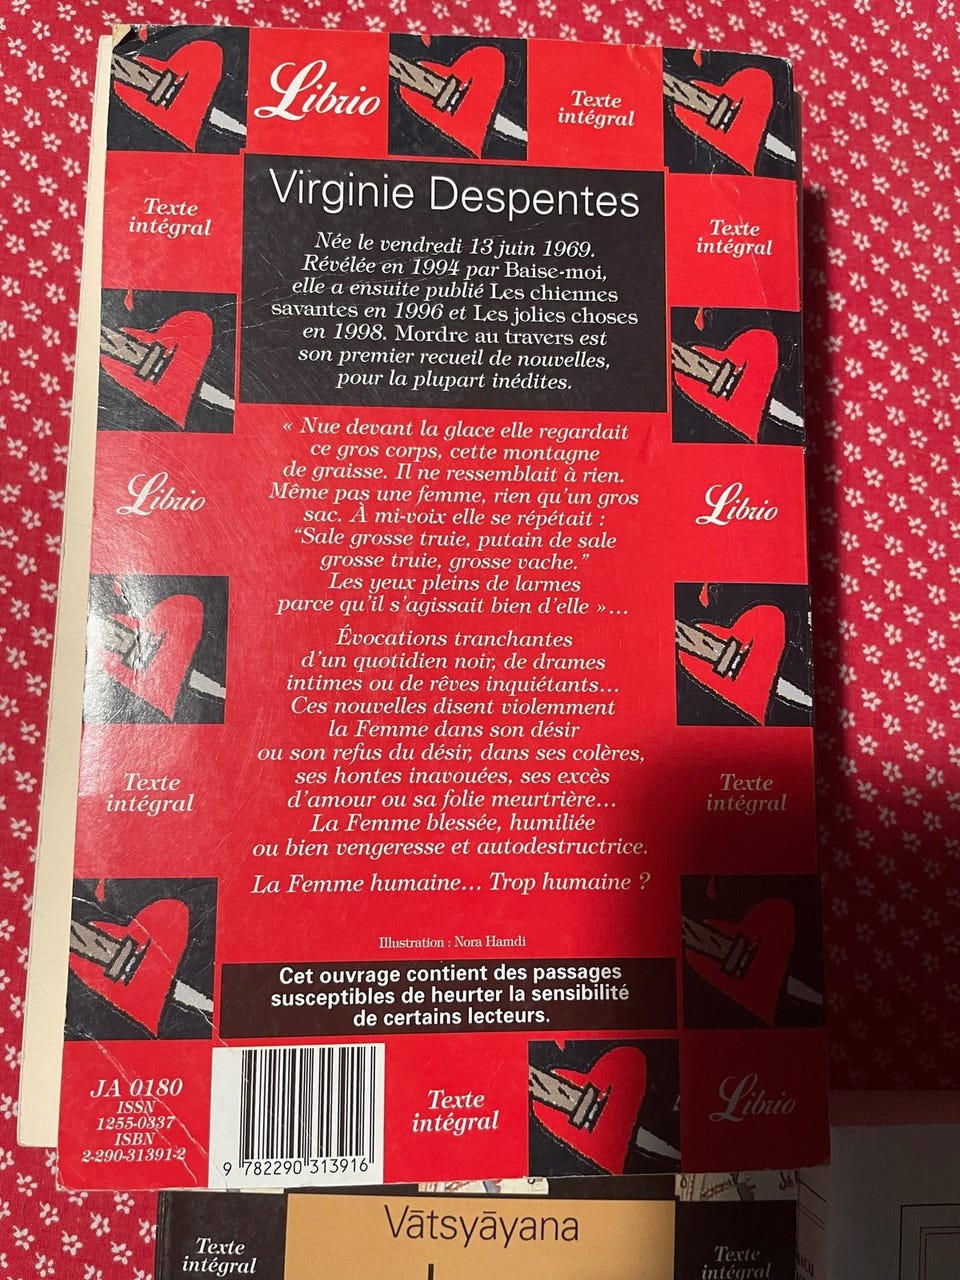 Librio
Texte
intégral
Texte
intégral
Texte
intégral
Virginie Despentes
Née le vendredi 13 juin 1969.
Révélée en 1994 par Baise-moi,
elle a ensuite publié Les chiennes
savantes en 1996 et Les jolies choses
en 1998. Mordre au travers est
son premier recueil de nouvelles,
pour la plupart inédites.
« Nue devant la glace elle regardait
ce gros corps, cette montagne
de graisse. Il ne ressemblait à rien.
Même pas une femme, rien qu'un gros
sac. À mi-voix elle se répétait :
“Sale grosse truie, putain de sale
grosse truie, grosse vache.”
Les yeux pleins de larmes
parce qu'il s'agissait bien d'elle »...
Librio
Librio
Évocations tranchantes
d'un quotidien noir, de drames
intimes ou de rêves inquiétants...
Ces nouvelles disent violemment
la Femme dans son désir
ou son refus du désir, dans ses colères,
ses hontes inavouées, ses excès
d'amour ou sa folie meurtrière...
La Femme blessée, humiliée
ou bien vengeresse et autodestructrice.
La Femme humaine... Trop humaine ?
Texte
intégral
Texte
intégral
Illustration : Nora Hamdi
Cet ouvrage contient des passages
susceptibles de heurter la sensibilité
de certains lecteurs.
JA 0180
ISSN
1255-0337
ISBN
2-290-31391-2
9 782290 313916
Texte
intégral
Librio
Vātsyāyana
Texte
intégral
Texte
intégral